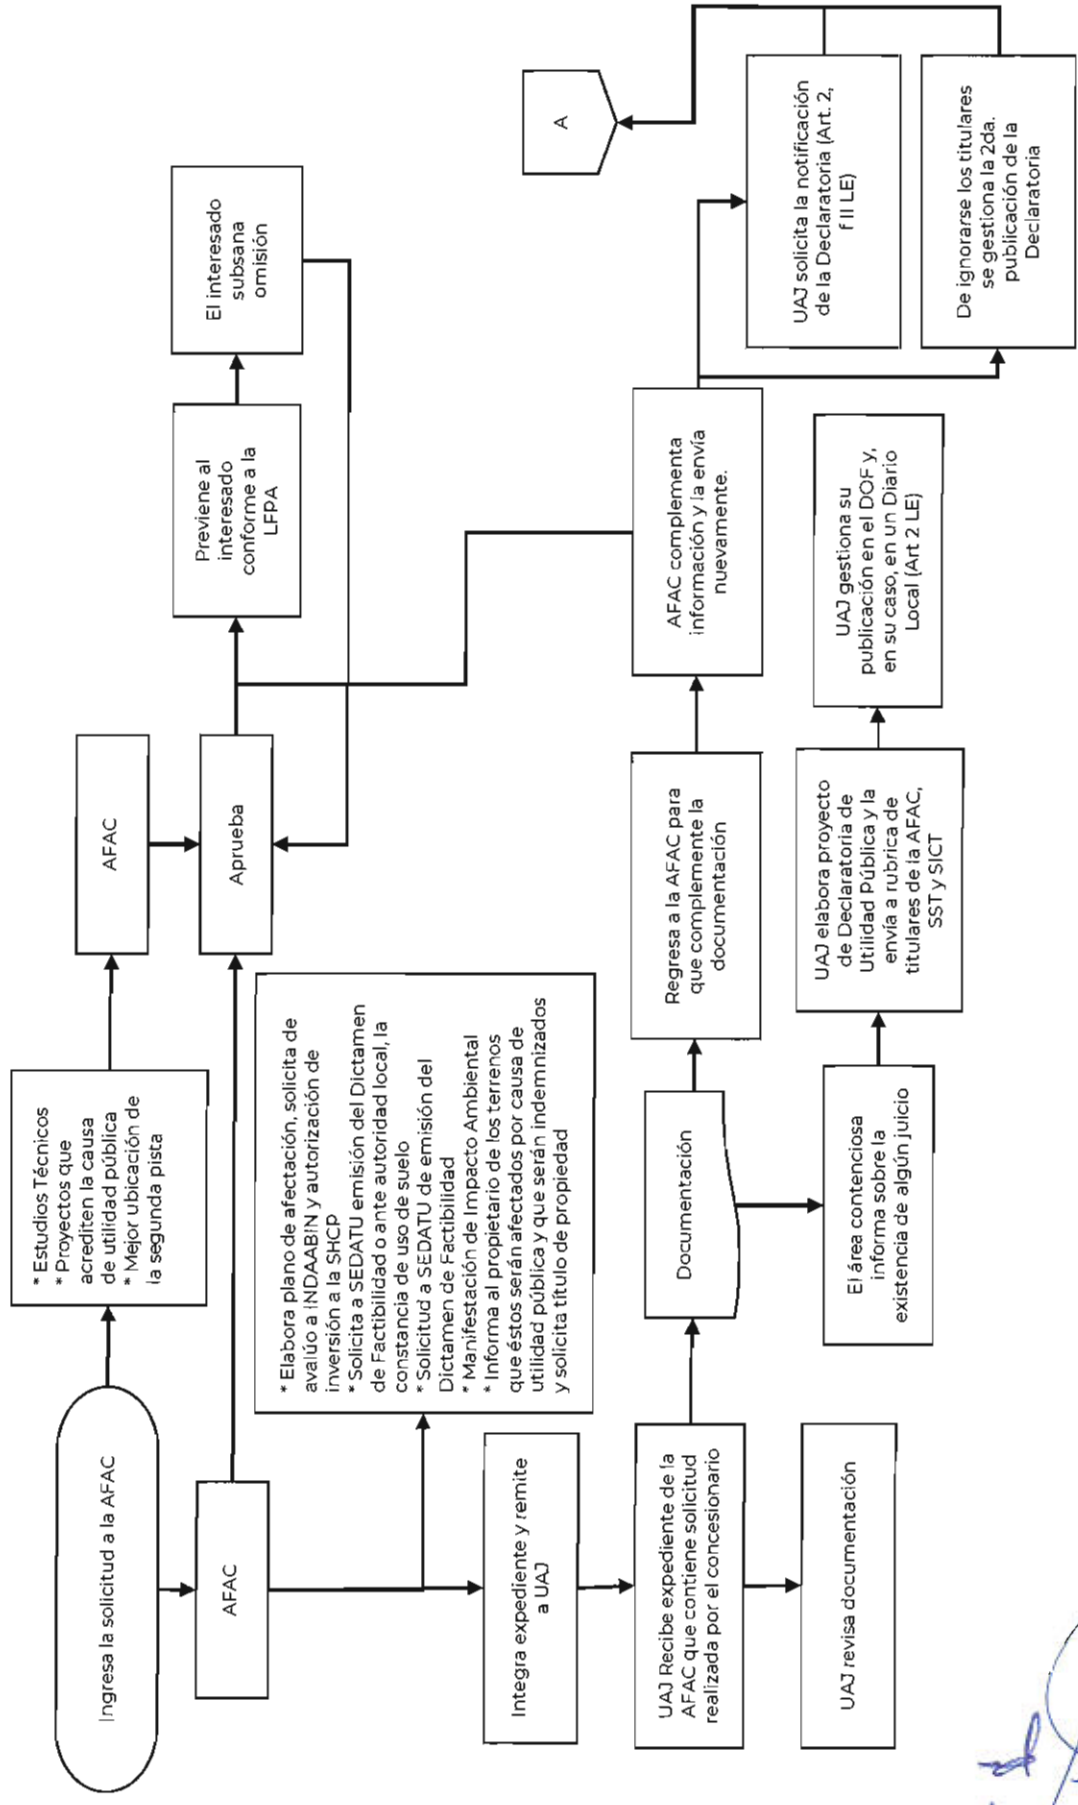 Ingresa la solicitud a la AFAC
* Estudios Técnicos
* Proyectos que
acrediten la causa
de utilidad pública
* Mejor ubicación de
la segunda pista
AFAC
AFAC
Aprueba
Previene al
interesado
conforme a la
LFPA
El interesado
subsana
omisión
* Elabora plano de afectación, solicita de
avalúo a INDAABIN y autorización de
inversión a la SHCP
* Solicita a SEDATU emisión del Dictamen
de Factibilidad o ante autoridad local, la
constancia de uso de suelo
* Solicitud a SEDATU de emisión del
Dictamen de Factibilidad
* Manifestación de Impacto Ambiental
* Informa al propietario de los terrenos
que éstos serán afectados por causa de
utilidad pública y que serán indemnizados
y solicita título de propiedad
Integra expediente y remite
a UAJ
UAJ Recibe expediente de la
AFAC que contiene solicitud
realizada por el concesionario
Documentación
Regresa a la AFAC para
que complemente la
documentación
AFAC complementa
información y la envía
nuevamente.
UAJ revisa documentación
El área contenciosa
informa sobre la
existencia de algún juicio
UAJ elabora proyecto
de Declaratoria de
Utilidad Pública y la
envía a rubrica de
titulares de la AFAC,
SST y SICT
UAJ gestiona su
publicación en el DOF y,
en su caso, en un Diario
Local (Art 2 LE)
UAJ solicita la notificación
de la Declaratoria (Art. 2,
f II LE)
De ignorarse los titulares
se gestiona la 2da.
publicación de la
Declaratoria
A